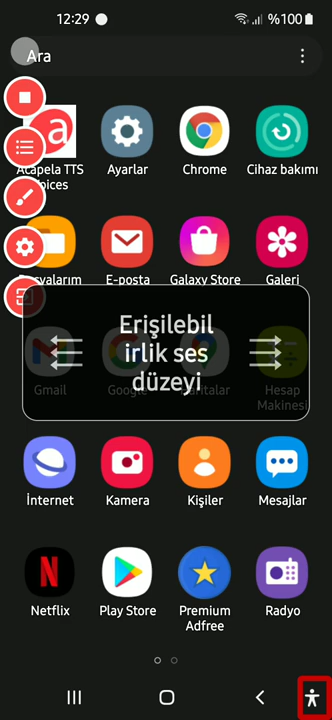 12:29
%100
Ara
Acapela TTS
Voices
Ayarlar
Chrome
Cihaz bakımı
Dosyalarım
E-posta
Galaxy Store
Galeri
Erişilebil
irlik ses
düzeyi
Gmail
Google
Haritalar
Hesap
Makinesi
İnternet
Kamera
Kişiler
Mesajlar
Netflix
Play Store
Premium
Adfree
Radyo